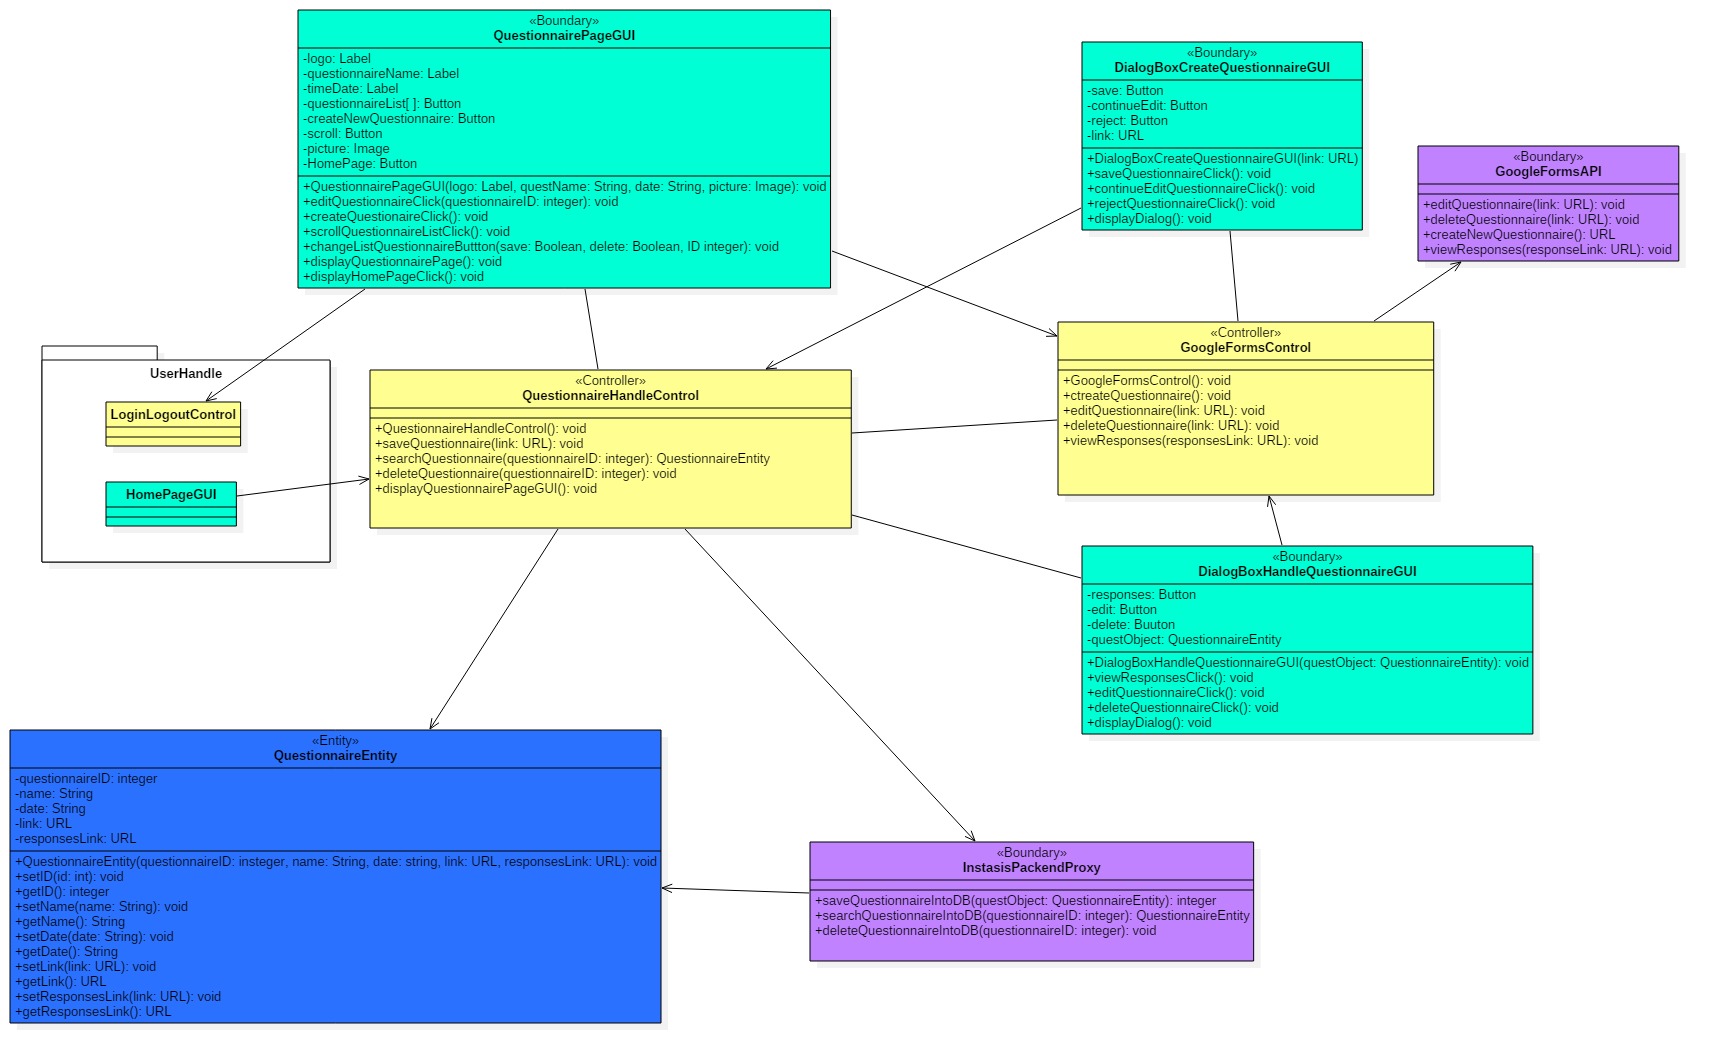 «Boundary»
QuestionnairePageGUI
-logo: Label
-questionnaireName: Label
-timeDate: Label
-questionnaireList[ ]: Button
-createNewQuestionnaire: Button
-scroll: Button
-picture: Image
-HomePage: Button
+QuestionnairePageGUI(logo: Label, questName: String, date: String, picture: Image): void
+editQuestionnaireClick(questionnaireID: integer): void
+createQuestionaireClick(): void
+scrollQuestionnaireListClick(): void
+changeListQuestionnaireButtton(save: Boolean, delete: Boolean, ID integer): void
+displayQuestionnairePage(): void
+displayHomePageClick(): void
«Boundary»
DialogBoxCreateQuestionnaireGUI
-save: Button
-continueEdit: Button
-reject: Button
-link: URL
+DialogBoxCreateQuestionnaireGUI(link: URL)
+saveQuestionnaireClick(): void
+continueEditQuestionnaireClick(): void
+rejectQuestionnaireClick(): void
+displayDialog(): void
«Boundary»
GoogleFormsAPI
+editQuestionnaire(link: URL): void
+deleteQuestionnaire(link: URL): void
+createNewQuestionnaire(): URL
+viewResponses(responseLink: URL): void
UserHandle
LoginLogoutControl
HomePageGUI
«Controller»
QuestionnaireHandleControl
+QuestionnaireHandleControl(): void
+saveQuestionnaire(link: URL): void
+searchQuestionnaire(questionnaireID: integer): QuestionnaireEntity
+deleteQuestionnaire(questionnaireID: integer): void
+displayQuestionnairePageGUI(): void
«Controller»
GoogleFormsControl
+GoogleFormsControl(): void
+ctreateQuestionnaire(): void
+editQuestionnaire(link: URL): void
+deleteQuestionnaire(link: URL): void
+viewResponses(responsesLink: URL): void
«Boundary»
DialogBoxHandleQuestionnaireGUI
-responses: Button
-edit: Button
-delete: Buuton
-questObject: QuestionnaireEntity
+DialogBoxHandleQuestionnaireGUI(questObject: QuestionnaireEntity): void
+viewResponsesClick(): void
+editQuestionnaireClick(): void
+deleteQuestionnaireClick(): void
+displayDialog(): void
«Entity»
QuestionnaireEntity
-questionnaireID: integer
-name: String
-date: String
-link: URL
-responsesLink: URL
+QuestionnaireEntity(questionnaireID: insteger, name: String, date: string, link: URL, responsesLink: URL): void
+setID(id: int): void
+getID(): integer
+setName(name: String): void
+getName(): String
+setDate(date: String): void
+getDate(): String
+setLink(link: URL): void
+getLink(): URL
+setResponsesLink(link: URL): void
+getResponsesLink(): URL
«Boundary»
InstasisPackendProxy
+saveQuestionnaireIntoDB(questObject: QuestionnaireEntity): integer
+searchQuestionnaireIntoDB(questionnaireID: integer): QuestionnaireEntity
+deleteQuestionnaireIntoDB(questionnaireID: integer): void